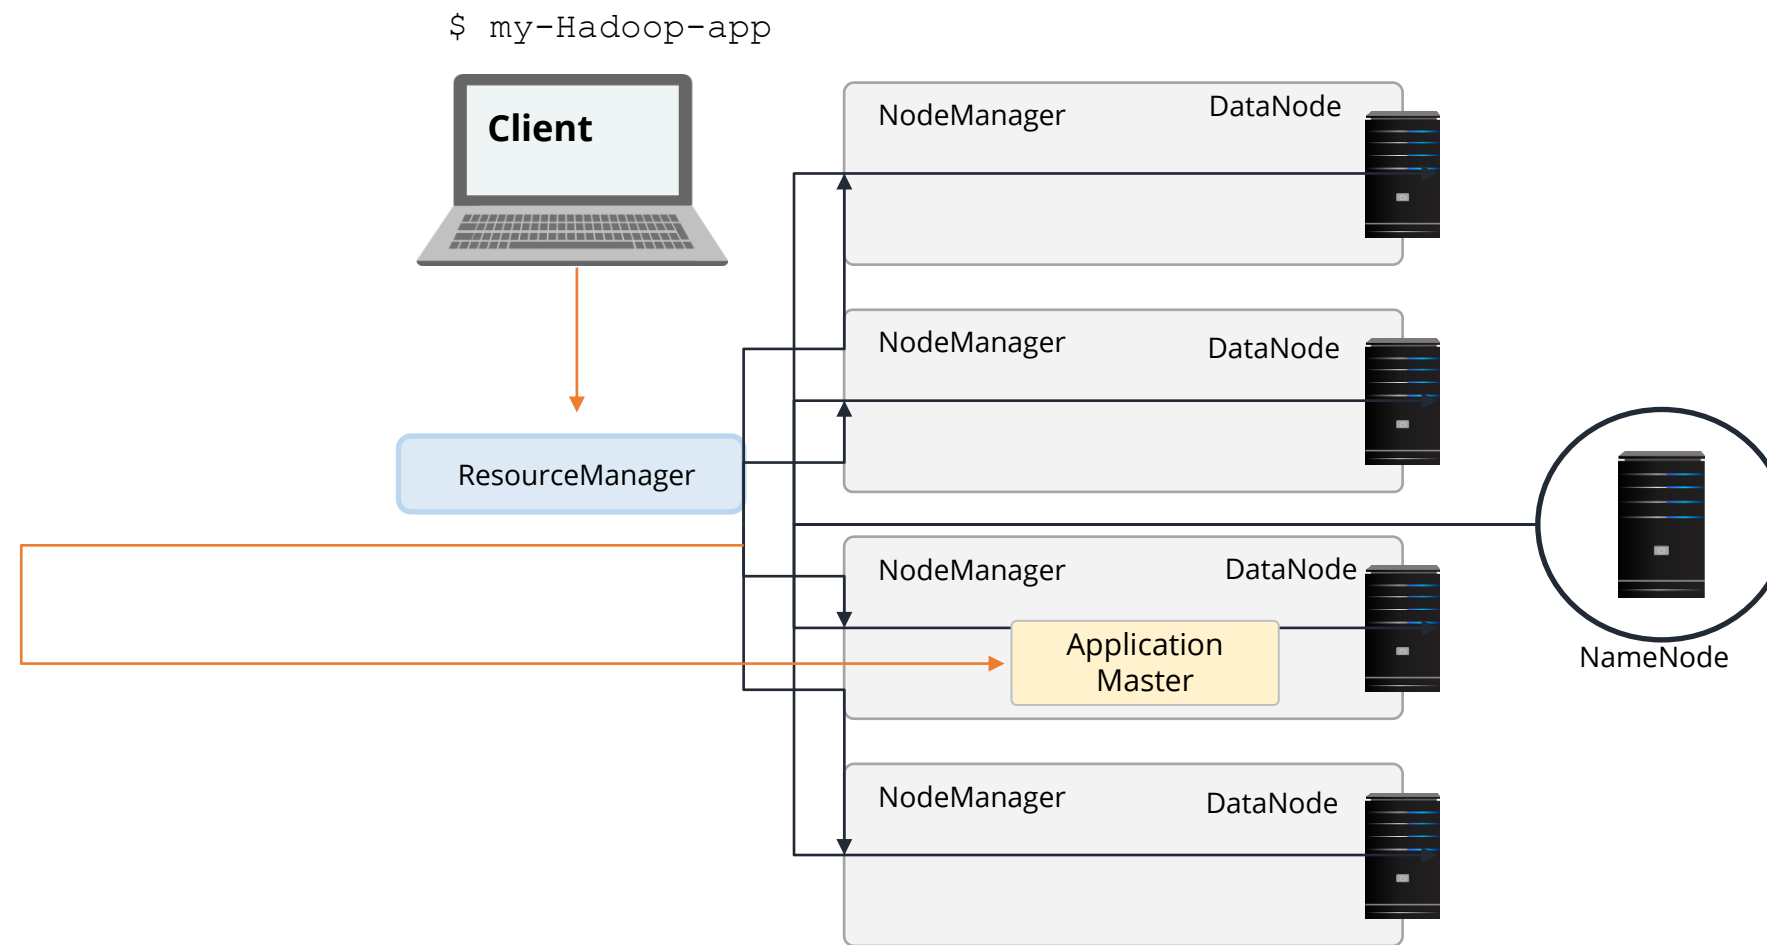 $ my-Hadoop-app
Client
NodeManager
DataNode
NodeManager
DataNode
ResourceManager
NodeManager
DataNode
Application
Master
NameNode
NodeManager
DataNode